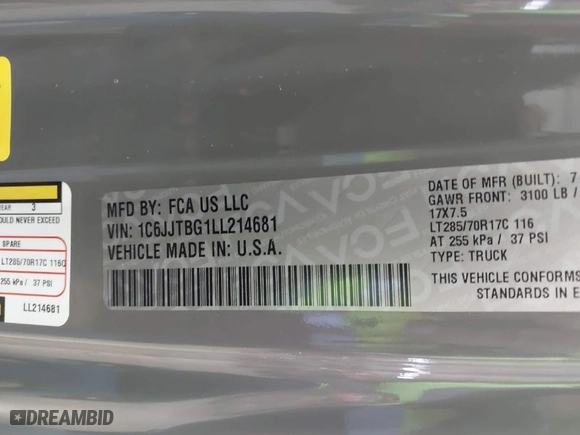 EAR 3
OULD NEVER EXCEED
SPARE
LT285/70R17C 116Q
255 kPa / 37 PSI
LL214681
MFD BY: FCA US LLC
VIN: 1C6JJTBG1LL214681
VEHICLE MADE IN: U.S.A.
DATE OF MFR (BUILT): 7
GAWR FRONT: 3100 LB /
17X7.5
LT285/70R17C 116
AT 255 kPa / 37 PSI
TYPE: TRUCK
THIS VEHICLE CONFORMS
STANDARDS IN E
FCA
DREAMBID